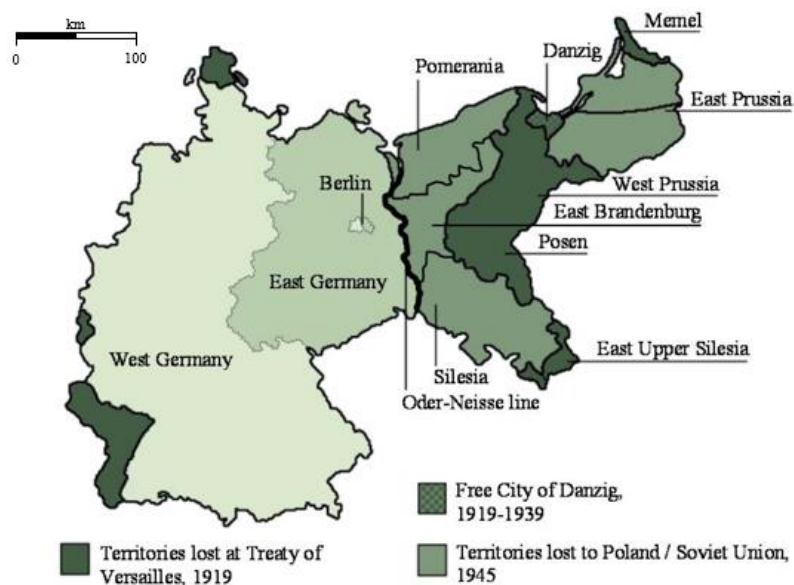 km
0 100
Memel
Danzig
Pomerania
East Prussia
Berlin
West Prussia
East Brandenburg
Posen
East Germany
West Germany
East Upper Silesia
Silesia
Oder-Neisse line
Free City of Danzig,
1919-1939
Territories lost at Treaty of
Versailles, 1919
Territories lost to Poland / Soviet Union,
1945